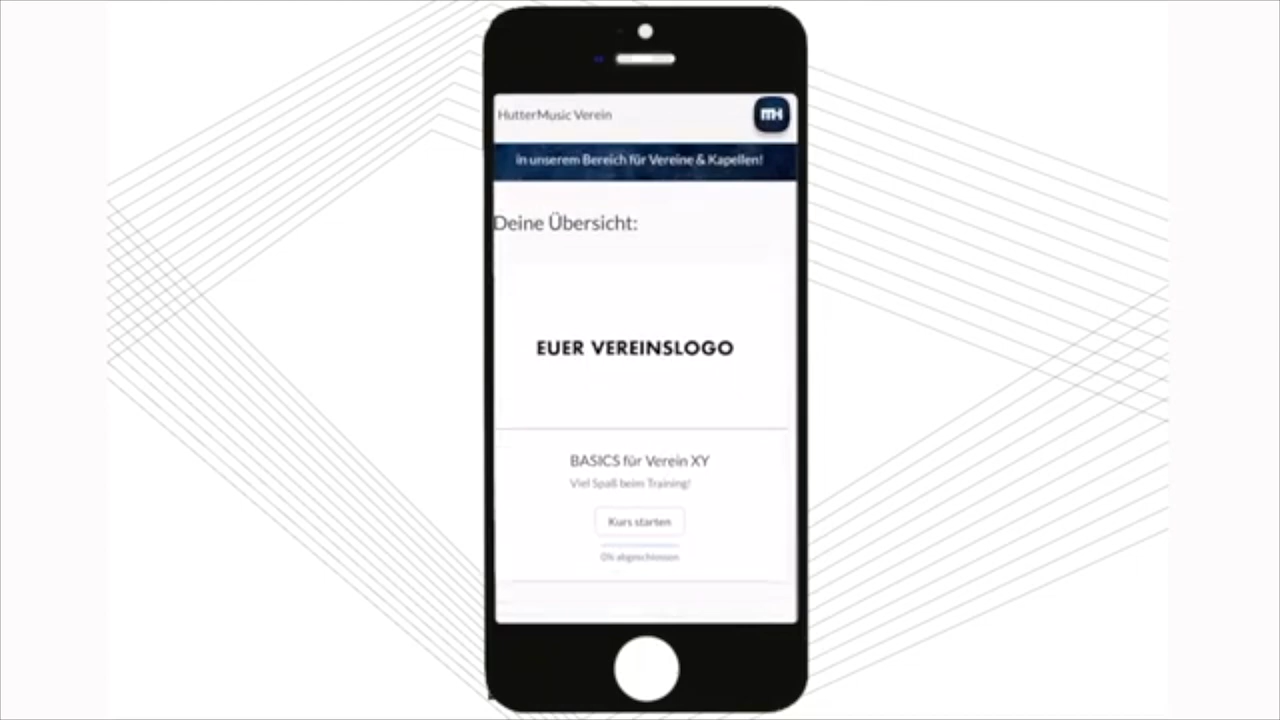 HutterMusic Verein
mH
in unserem Bereich für Vereine & Kapellen!
Deine Übersicht:
EUER VEREINSLOGO
BASICS für Verein XY
Viel Spaß beim Training!
Kurs starten
0% abgeschlossen